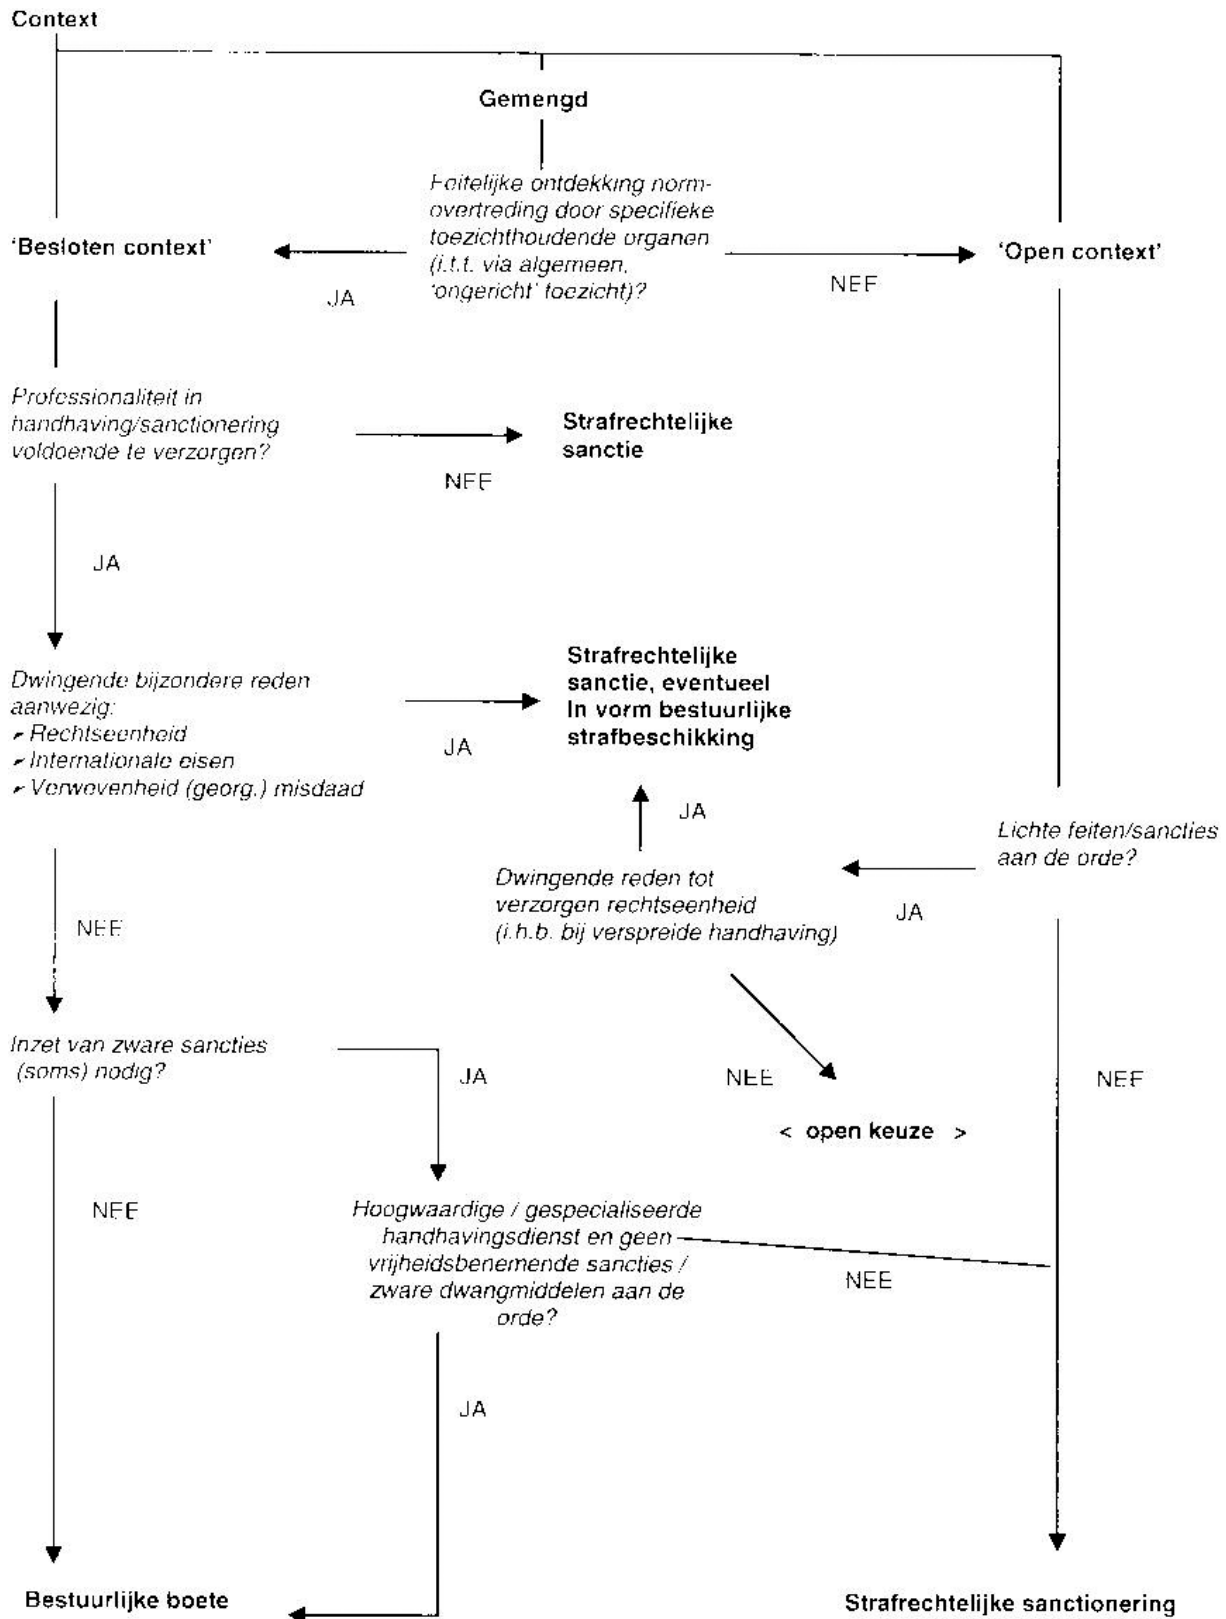 Context
Gemengd
Feitelijke ontdekking norm-
overtreding door specifieke
toezichthoudende organen
(i.t.t. via algemeen,
'ongericht' toezicht)?
'Besloten context'
'Open context'
JA
NEE
Professionaliteit in
handhaving/sanctionering
voldoende te verzorgen?
Strafrechtelijke
sanctie
NEE
JA
Dwingende bijzondere reden
aanwezig:
Rechtseenheid
Internationale eisen
Verwevenheid (georg.) misdaad
JA
Strafrechtelijke
sanctie, eventueel
In vorm bestuurlijke
strafbeschikking
JA
Lichte feiten/sancties
aan de orde?
JA
Dwingende reden tot
verzorgen rechtseenheid
(i.h.b. bij verspreide handhaving)
NEE
Inzet van zware sancties
(soms) nodig?
JA
NEE
NEE
< open keuze >
NEE
Hoogwaardige / gespecialiseerde
handhavingsdienst en geen
vrijheidsbenemende sancties /
zware dwangmiddelen aan de
orde?
NEE
JA
Bestuurlijke boete
Strafrechtelijke sanctionering